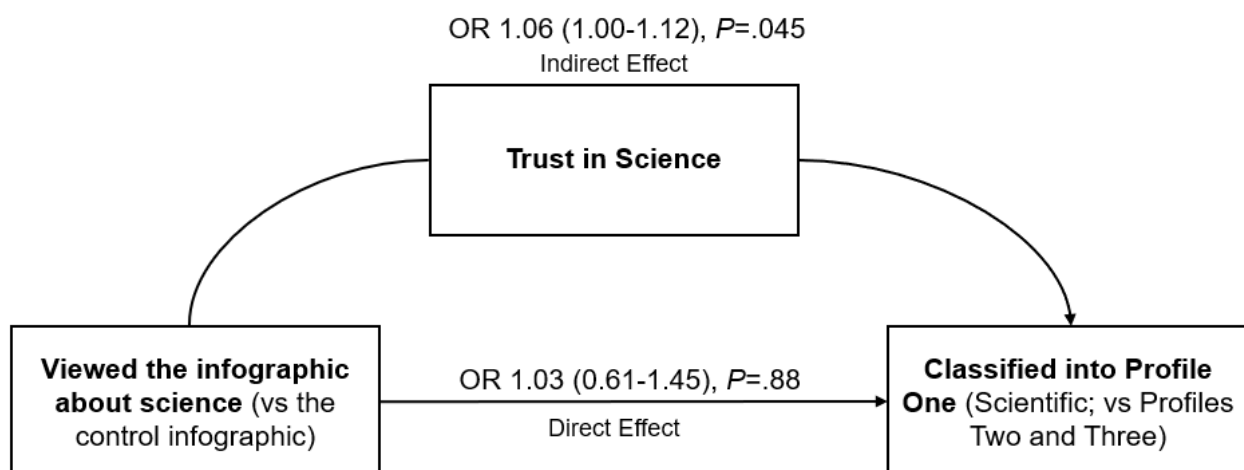 OR 1.06 (1.00-1.12), P=.045
Indirect Effect
Trust in Science
Viewed the infographic
about science (vs the
control infographic)
OR 1.03 (0.61-1.45), P=.88
Direct Effect
Classified into Profile
One (Scientific; vs Profiles
Two and Three)